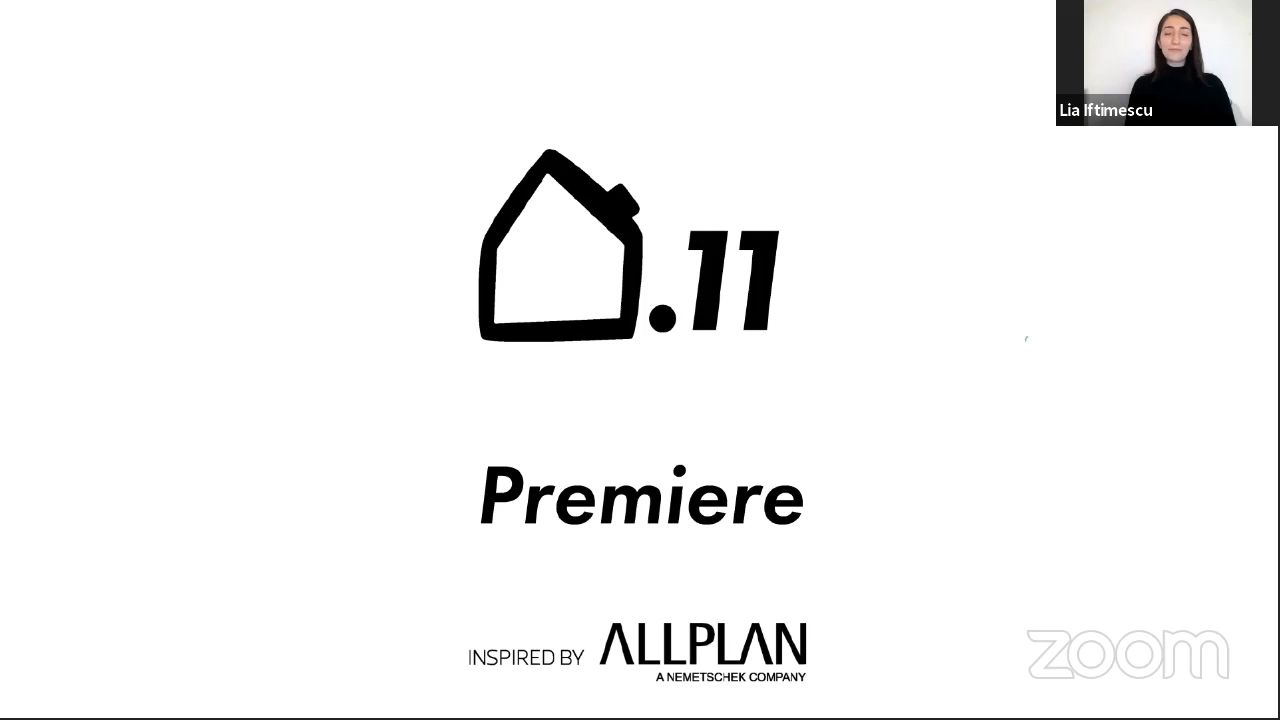 Lia Iftimescu
.11
Premiere
INSPIRED BY ALLPLAN
A NEMETSCHEK COMPANY
zoom